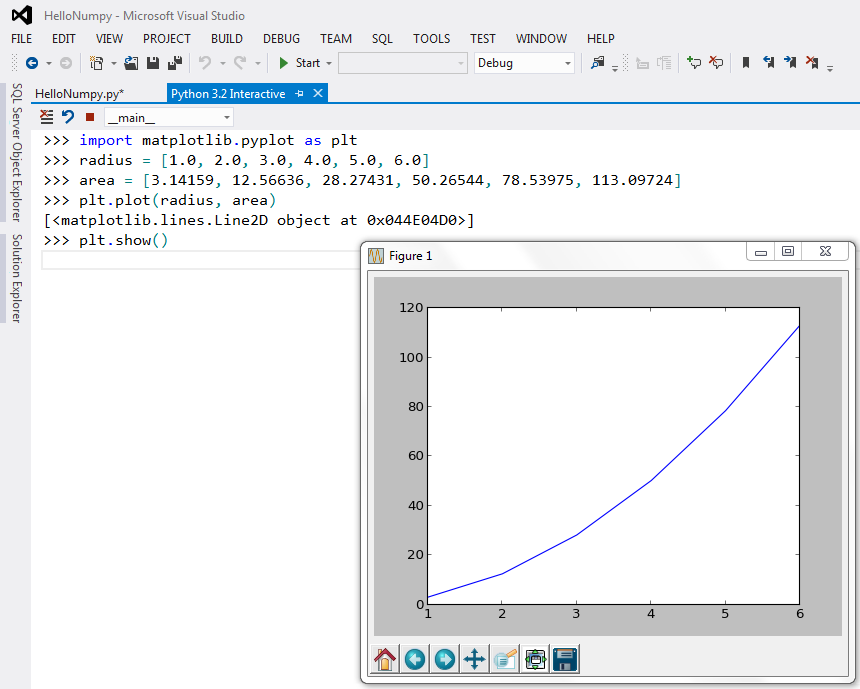 HelloNumpy - Microsoft Visual Studio
FILE EDIT VIEW PROJECT BUILD DEBUG TEAM SQL TOOLS TEST WINDOW HELP
Start Debug
HelloNumpy.py* Python 3.2 Interactive
__main__
SQL Server Object Explorer
Solution Explorer
>>> import matplotlib.pyplot as plt
>>> radius = [1.0, 2.0, 3.0, 4.0, 5.0, 6.0]
>>> area = [3.14159, 12.56636, 28.27431, 50.26544, 78.53975, 113.09724]
>>> plt.plot(radius, area)
[<matplotlib.lines.Line2D object at 0x044E04D0>]
>>> plt.show()
Figure 1
120
100
80
60
40
20
0
1 2 3 4 5 6